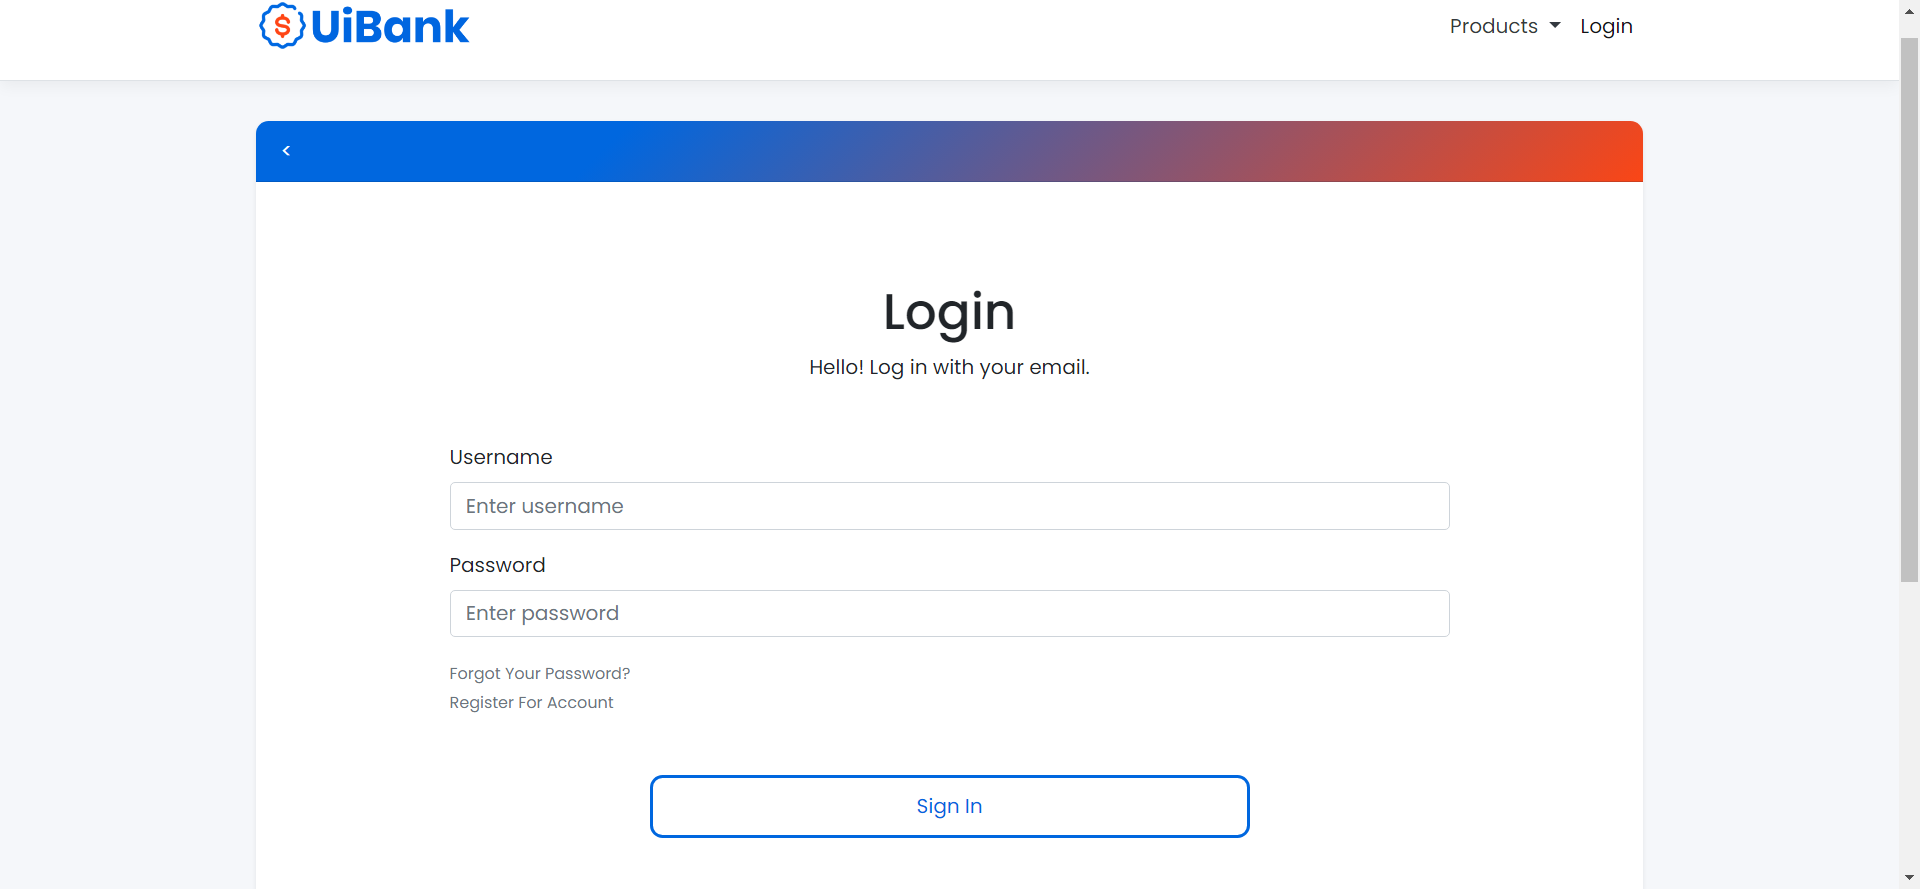 $ UiBank
Products Login
<
Login
Hello! Log in with your email.
Username
Enter username
Password
Enter password
Forgot Your Password?
Register For Account
Sign In